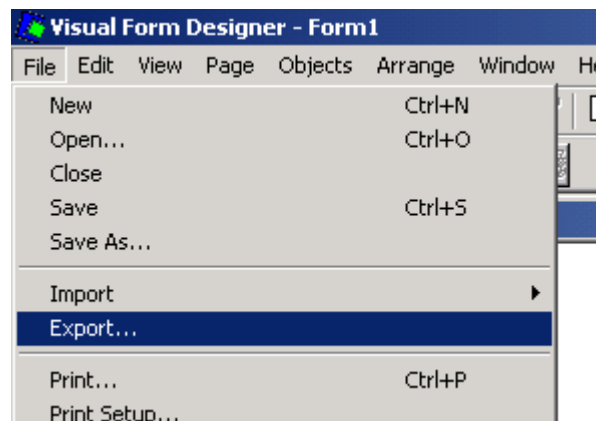 Visual Form Designer - Form1
File Edit View Page Objects Arrange Window
New Ctrl+N
Open... Ctrl+O
Close
Save Ctrl+S
Save As...
Import
Export...
Print... Ctrl+P
Print Setup...